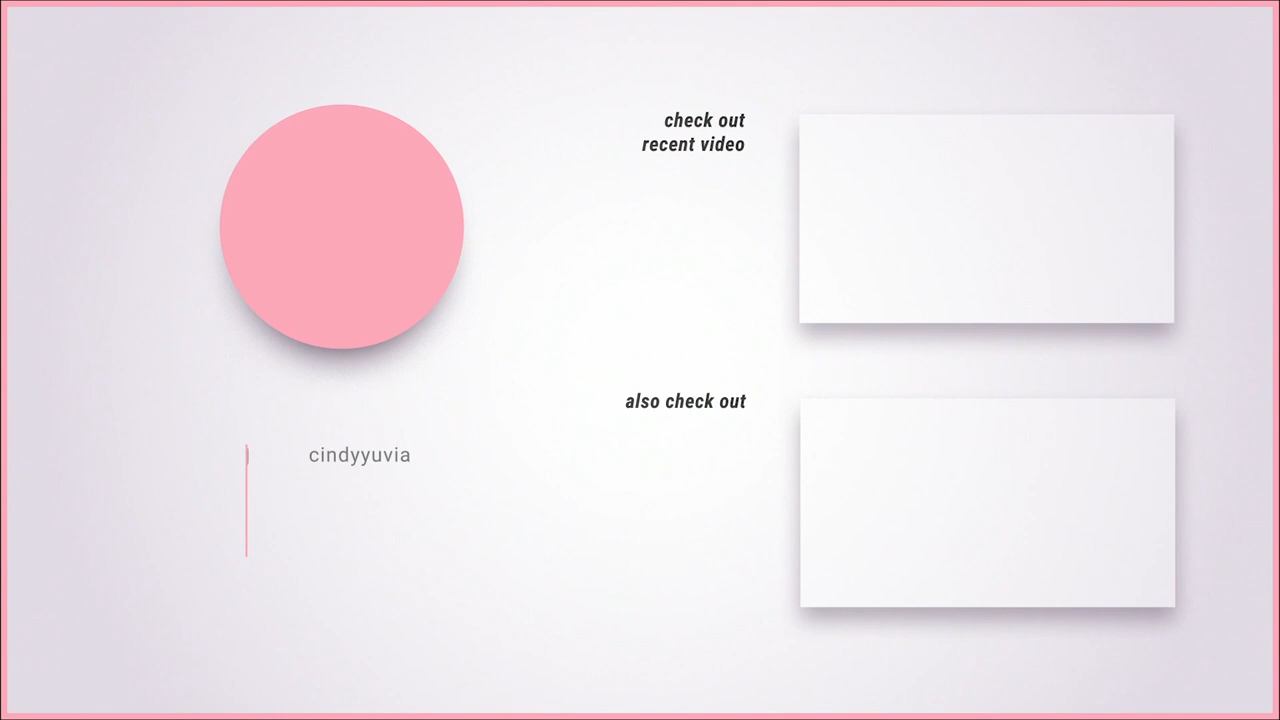 check out
recent video
also check out
cindyyuvia